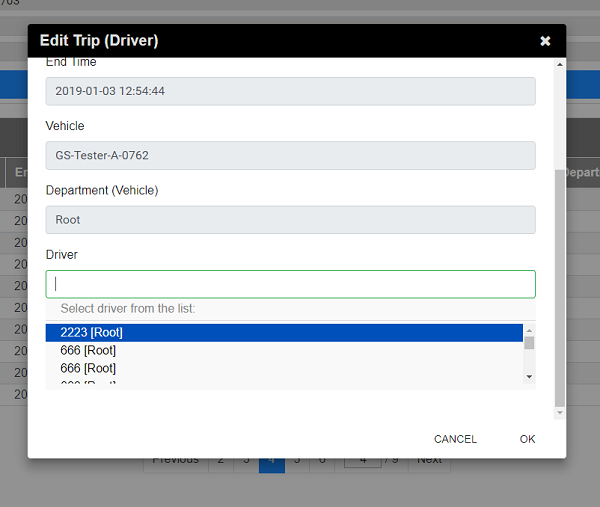 Edit Trip (Driver)
End Time
2019-01-03 12:54:44
Vehicle
GS-Tester-A-0762
Department (Vehicle)
Root
Driver
Select driver from the list:
2223 [Root]
666 [Root]
666 [Root]
CANCEL
OK
Previous 2 3 4 5 6 4 / 9 Next